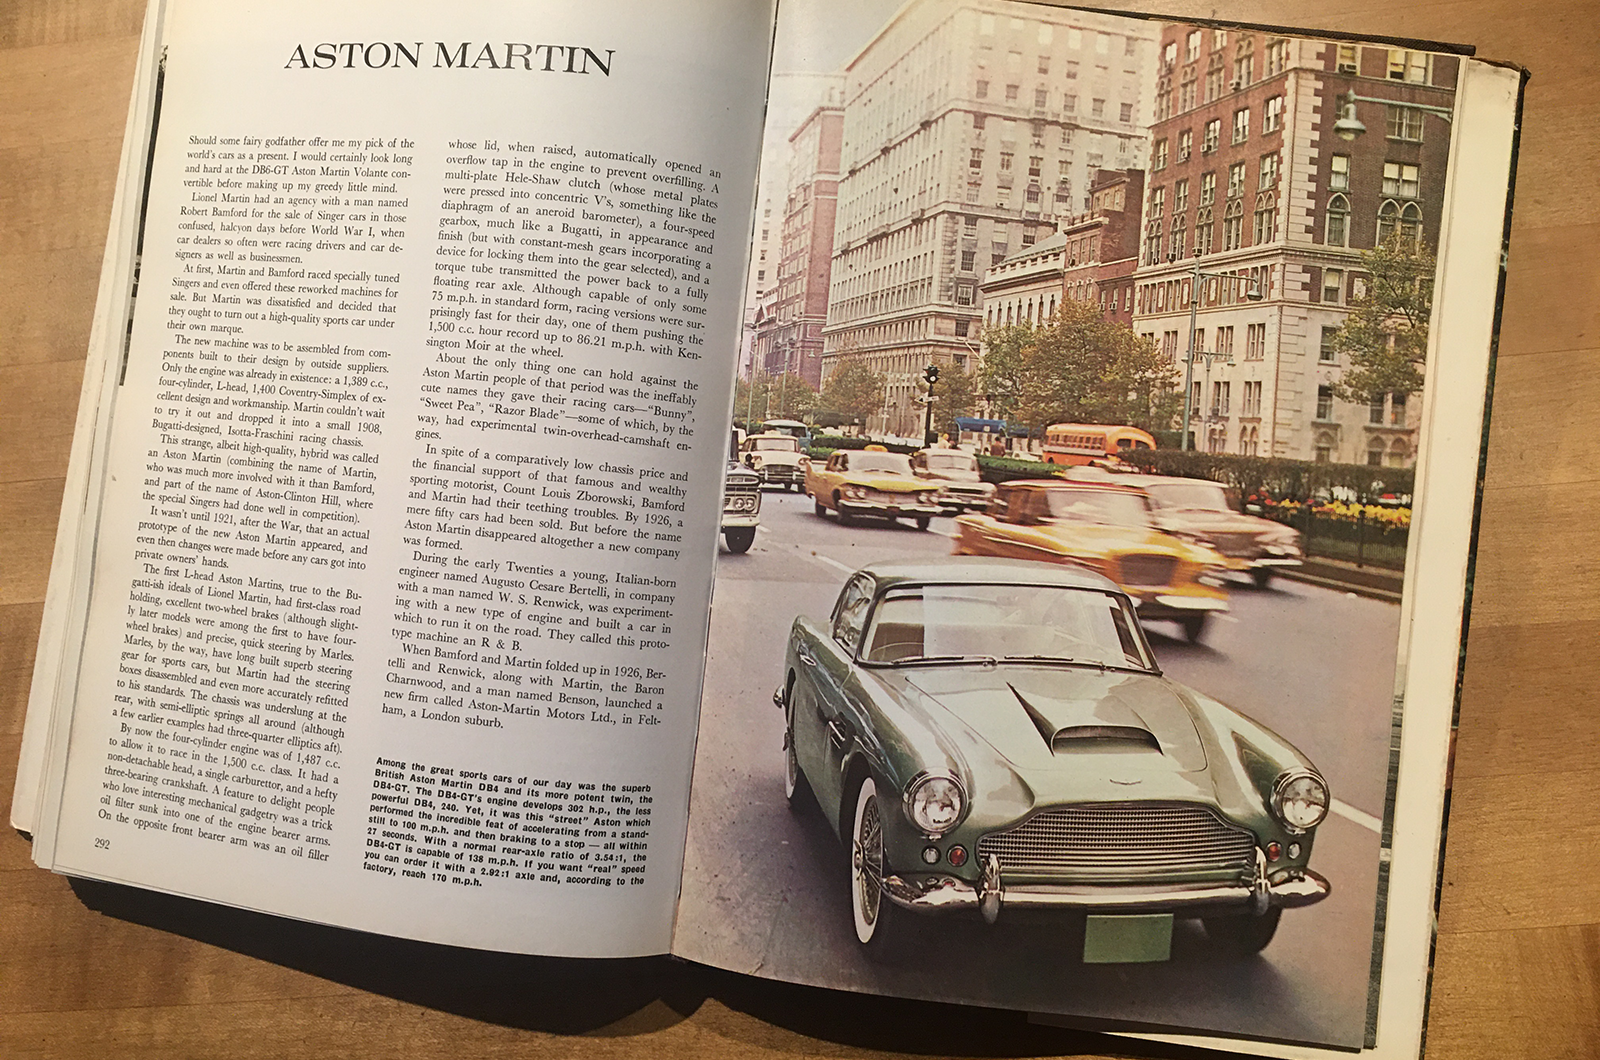 ASTON MARTIN
Should some fairy godfather offer me my pick of the
world's cars as a present. I would certainly look long
and hard at the DB6-GT Aston Martin Volante con-
vertible before making up my greedy little mind.
Lionel Martin had an agency with a man named
Robert Bamford for the sale of Singer cars in those
confused, halcyon days before World War I, when
car dealers so often were racing drivers and car de-
signers as well as businessmen.
At first, Martin and Bamford raced specially tuned
Singers and even offered these reworked machines for
sale. But Martin was dissatified and decided that
they ought to turn out a high-quality sports car under
their own marque.
The new machine was to be assembled from com-
ponents built to their design by outside suppliers.
Only the engine was already in existence: a 1,389 c.c.,
four-cylinder, L-head, 1,400 Coventry-Simplex of ex-
cellent design and workmanship. Martin couldn't wait
to try it out and dropped it into a small 1908,
Bugatti-designed, Isotta-Fraschini racing chassis.
This strange, albeit high-quality, hybrid was called
an Aston Martin (combining the name of Martin,
who was much more involved with it than Bamford,
and part of the name of Aston-Clinton Hill, where
the special Singers had done well in competition).
It wasn't until 1921, after the War, that an actual
prototype of the new Aston Martin appeared, and
even then changes were made before any cars got into
private owners' hands.
The first L-head Aston Martins, true to the Bu-
gatti-ish ideals of Lionel Martin, had first-class road
holding, excellent two-wheel brakes (although slight-
ly later models were among the first to have four-
wheel brakes) and precise, quick steering by Marles.
Marles, by the way, have long built superb steering
gear for sports cars, but Martin had the steering
boxes disassembled and even more accurately refitted
to his standards. The chassis was underslung at the
rear, with semi-elliptic springs all around (although
a few earlier examples had three-quarter elliptics aft).
By now the four-cylinder engine was of 1,487 c.c.
to allow it to race in the 1,500 c.c. class. It had a
non-detachable head, a single carburettor, and a hefty
three-bearing crankshaft. A feature to delight people
who love interesting mechanical gadgetry was a trick
oil filter sunk into one of the engine bearer arms.
On the opposite front bearer arm was an oil filler
292
whose lid, when raised, automatically opened an
overflow tap in the engine to prevent overfilling. A
multi-plate Hele-Shaw clutch (whose metal plates
were pressed into concentric V's, something like the
diaphragm of an aneroid barometer), a four-speed
gearbox, much like a Bugatti, in appearance and
finish (but with constant-mesh gears incorporating a
device for locking them into the gear selected), and a
torque tube transmitted the power back to a fully
floating rear axle. Although capable of only some
75 m.p.h. in standard form, racing versions were sur-
prisingly fast for their day, one of them pushing the
1,500 c.c. hour record up to 86.21 m.p.h. with Ken-
sington Moir at the wheel.
About the only thing one can hold against the
Aston Martin people of that period was the ineffably
cute names they gave their racing cars—"Bunny",
"Sweet Pea", "Razor Blade"—some of which, by the
way, had experimental twin-overhead-camshaft en-
gines.
In spite of a comparatively low chassis price and
the financial support of that famous and wealthy
sporting motorist, Count Louis Zborowski, Bamford
and Martin had their teething troubles. By 1926, a
mere fifty cars had been sold. But before the name
Aston Martin disappeared altogether a new company
was formed.
During the early Twenties a young, Italian-born
engineer named Augusto Cesare Bertelli, in company
with a man named W. S. Renwick, was experiment-
ing with a new type of engine and built a car in
which to run it on the road. They called this proto-
type machine an R & B.
When Bamford and Martin folded up in 1926, Ber-
telli and Renwick, along with Martin, the Baron
Charnwood, and a man named Benson, launched a
new firm called Aston-Martin Motors Ltd., in Felt-
ham, a London suburb.
Among the great sports cars of our day was the superb
British Aston Martin DB4 and its more potent twin, the
DB4-GT. The DB4-GT's engine develops 302 h.p., the less
powerful DB4, 240. Yet, it was this "street" Aston which
performed the incredible feat of accelerating from a stand-
still to 100 m.p.h. and then braking to a stop — all within
27 seconds. With a normal rear-axle ratio of 3.54:1, the
DB4-GT is capable of 138 m.p.h. If you want "real" speed
you can order it with a 2.92:1 axle and, according to the
factory, reach 170 m.p.h.